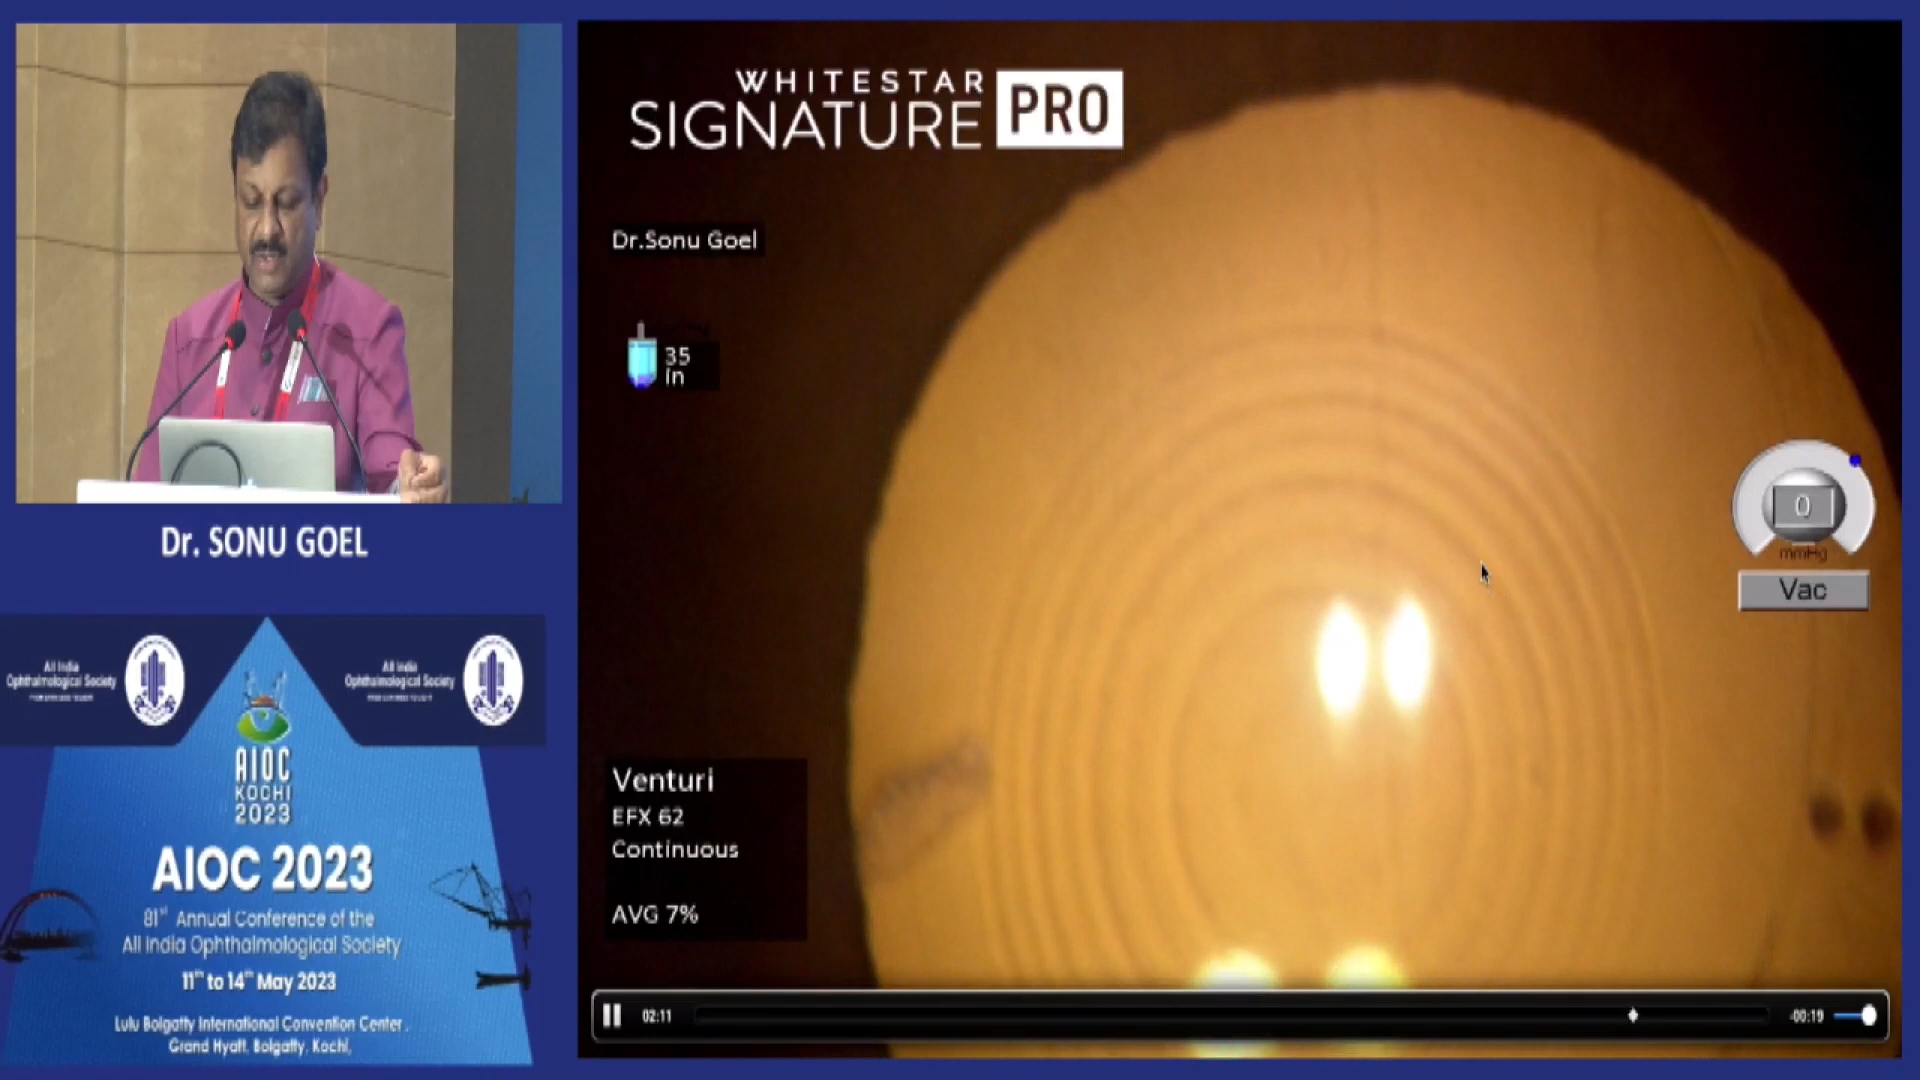 WHITESTAR
SIGNATURE PRO
Dr.Sonu Goel
35
in
0
mmHg
Vac
Venturi
EFX 62
Continuous
AVG 7%
02:11
-00:19
Dr. SONU GOEL
All India
Ophthalmological Society
All India
Ophthalmological Society
AIOC
KOCHI
2023
AIOC 2023
81st Annual Conference of the
All India Ophthalmological Society
11th to 14th May 2023
Lulu Bolgatty International Convention Center,
Grand Hyatt, Bolgatty, Kochi,